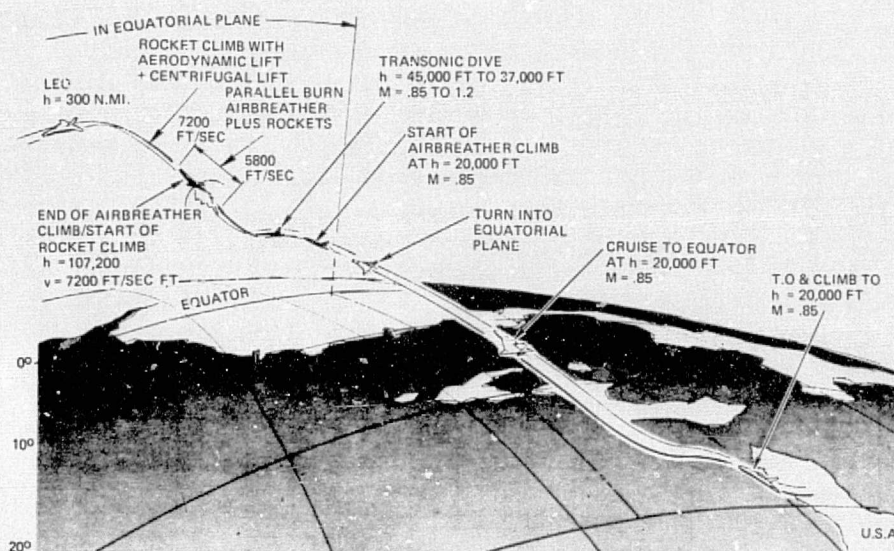 IN EQUATORIAL PLANE
ROCKET CLIMB WITH
AERODYNAMIC LIFT
+ CENTRIFUGAL LIFT
LEO
h = 300 N.MI.
PARALLEL BURN
AIRBREATHER
PLUS ROCKETS
7200
FT/SEC
5800
FT/SEC
TRANSONIC DIVE
h = 45,000 FT TO 37,000 FT
M = .85 TO 1.2
START OF
AIRBREATHER CLIMB
AT h = 20,000 FT
M = .85
END OF AIRBREATHER
CLIMB/START OF
ROCKET CLIMB
h = 107,200
v = 7200 FT/SEC FT
TURN INTO
EQUATORIAL
PLANE
CRUISE TO EQUATOR
AT h = 20,000 FT
M = .85
T.O & CLIMB TO
h = 20,000 FT
M = .85
EQUATOR
0°
10°
20°
U.S.A